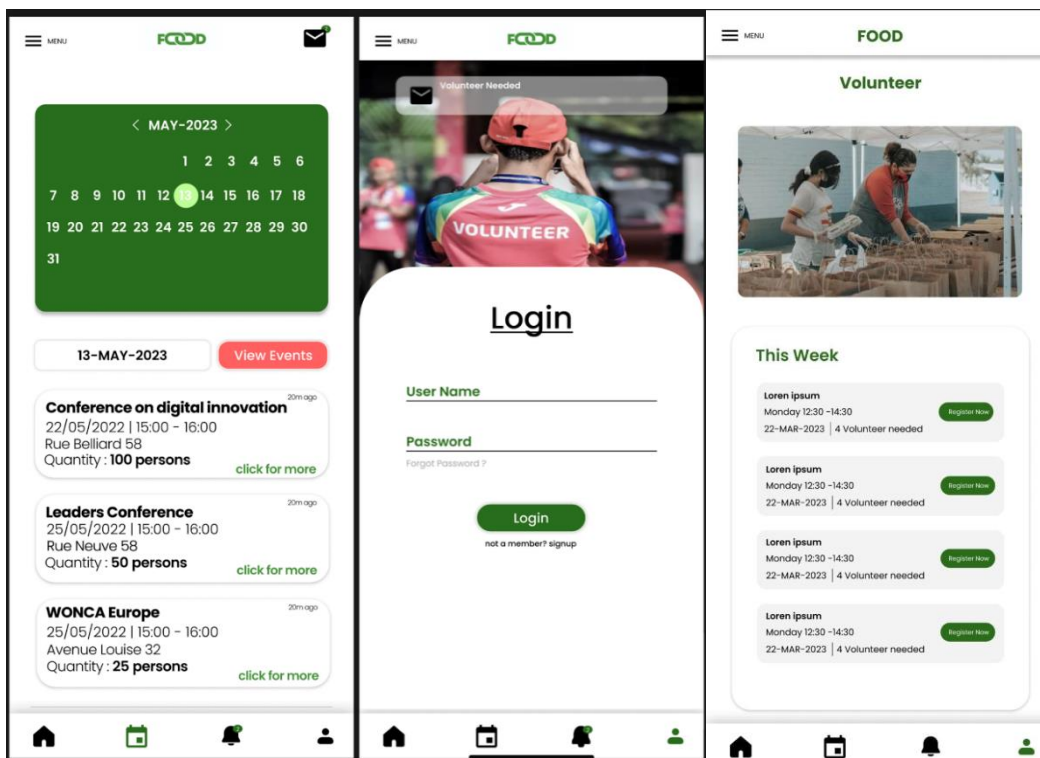 MENU
FOOD
MAY-2023
1 2 3 4 5 6
7 8 9 10 11 12 13 14 15 16 17 18
19 20 21 22 23 24 25 26 27 28 29 30
31
13-MAY-2023
View Events
Conference on digital innovation
20m ago
22/05/2022 | 15:00 - 16:00
Rue Belliard 58
Quantity : 100 persons
click for more
Leaders Conference
20m ago
25/05/2022 | 15:00 - 16:00
Rue Neuve 58
Quantity : 50 persons
click for more
WONCA Europe
20m ago
25/05/2022 | 15:00 - 16:00
Avenue Louise 32
Quantity : 25 persons
click for more
MENU
FOOD
Volunteer Needed
VOLUNTEER
Login
User Name
Password
Forgot Password ?
Login
not a member? signup
MENU
FOOD
Volunteer
This Week
Loren ipsum
Monday 12:30 -14:30
22-MAR-2023 | 4 Volunteer needed
Register Now
Loren ipsum
Monday 12:30 -14:30
22-MAR-2023 | 4 Volunteer needed
Register Now
Loren ipsum
Monday 12:30 -14:30
22-MAR-2023 | 4 Volunteer needed
Register Now
Loren ipsum
Monday 12:30 -14:30
22-MAR-2023 | 4 Volunteer needed
Register Now